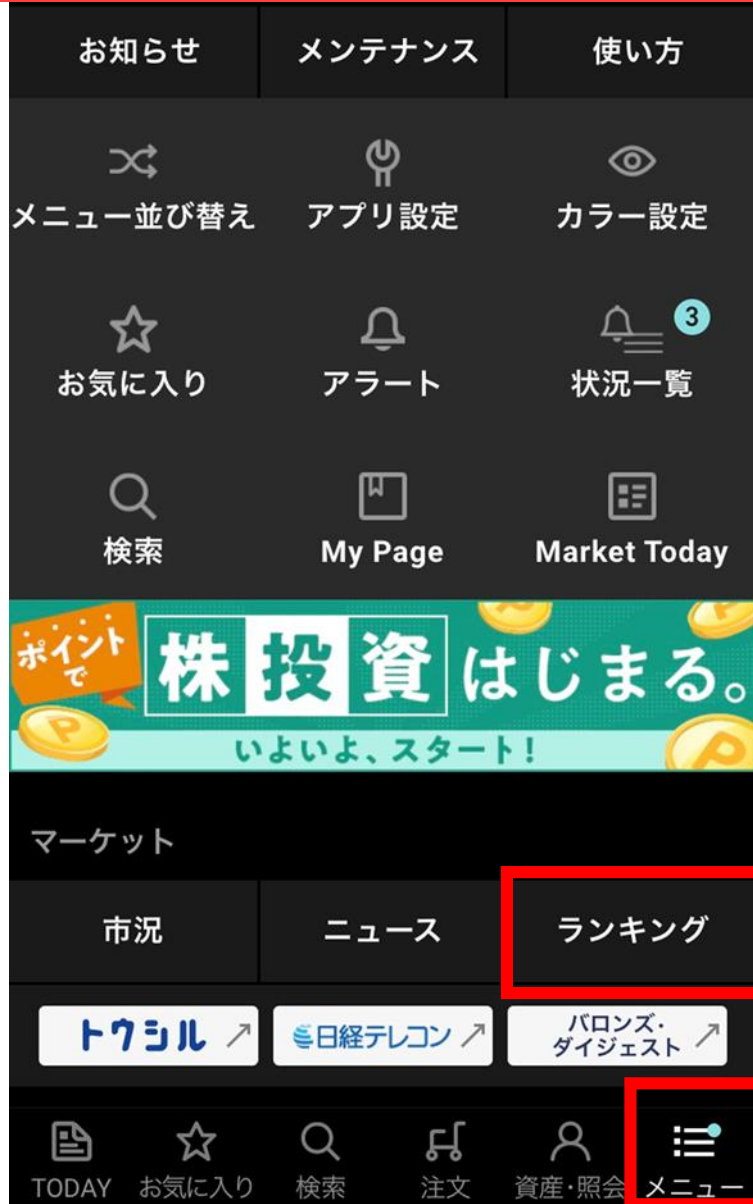 お知らせ メンテナンス 使い方
メニュー並び替え アプリ設定 カラー設定
3
お気に入り アラート 状況一覧
検索 My Page Market Today
ポイントで 株投資はじまる。
いよいよ、スタート!
マーケット
市況 ニュース ランキング
トウシル 日経テレコン バロンズ・
ダイジェスト
TODAY お気に入り 検索 注文 資産・照会 メニュー